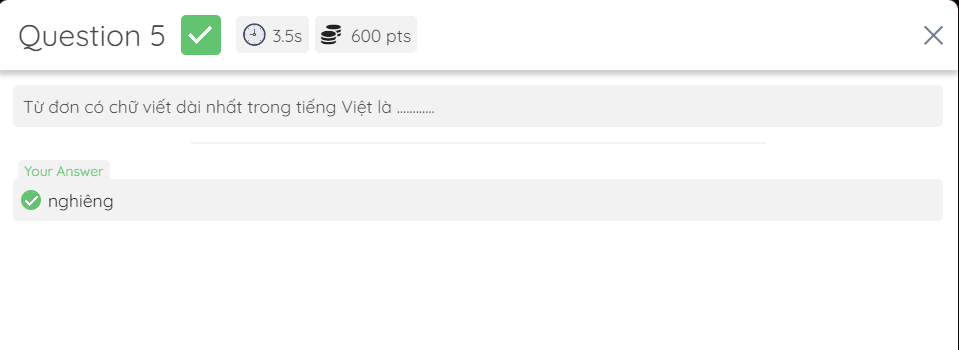 Question 5 3.5s 600 pts
Từ đơn có chữ viết dài nhất trong tiếng Việt là ............
Your Answer
nghiêng